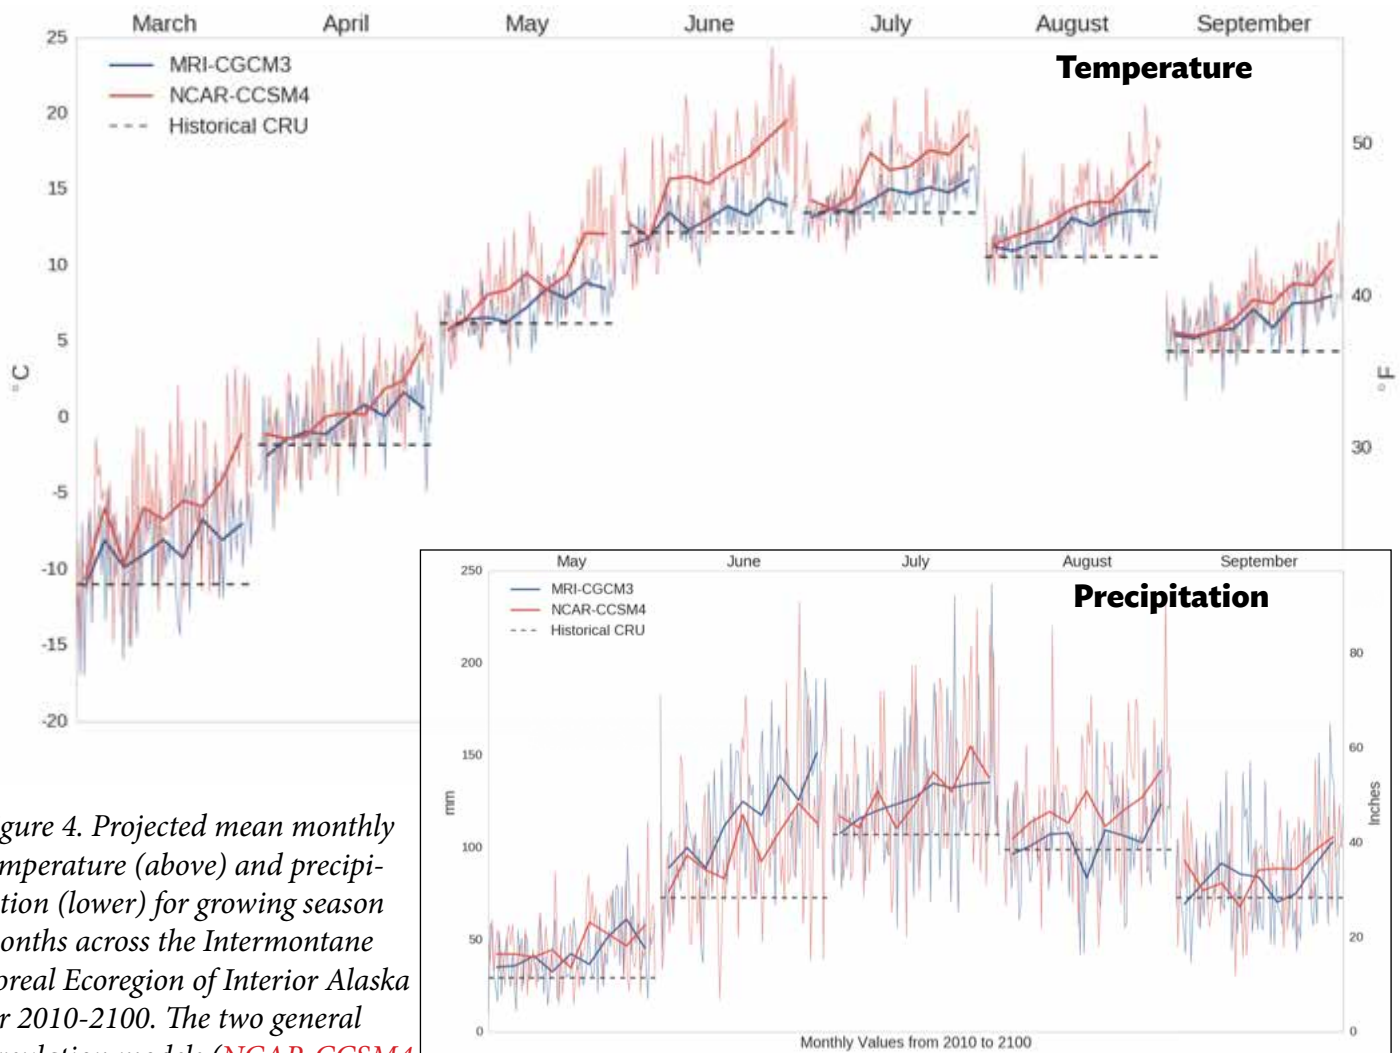 March April May June July August September
Temperature
MRI-CGCM3
NCAR-CCSM4
Historical CRU
25
20
15
10
5
0
-5
-10
-15
-20
°C
50
40
30
°F
May June July August September
Precipitation
MRI-CGCM3
NCAR-CCSM4
Historical CRU
250
200
150
100
50
0
mm
80
60
40
20
0
Inches
Monthly Values from 2010 to 2100
gure 4. Projected mean monthly
mperature (above) and precipi-
tion (lower) for growing season
onths across the Intermontane
oreal Ecoregion of Interior Alaska
r 2010-2100. The two general